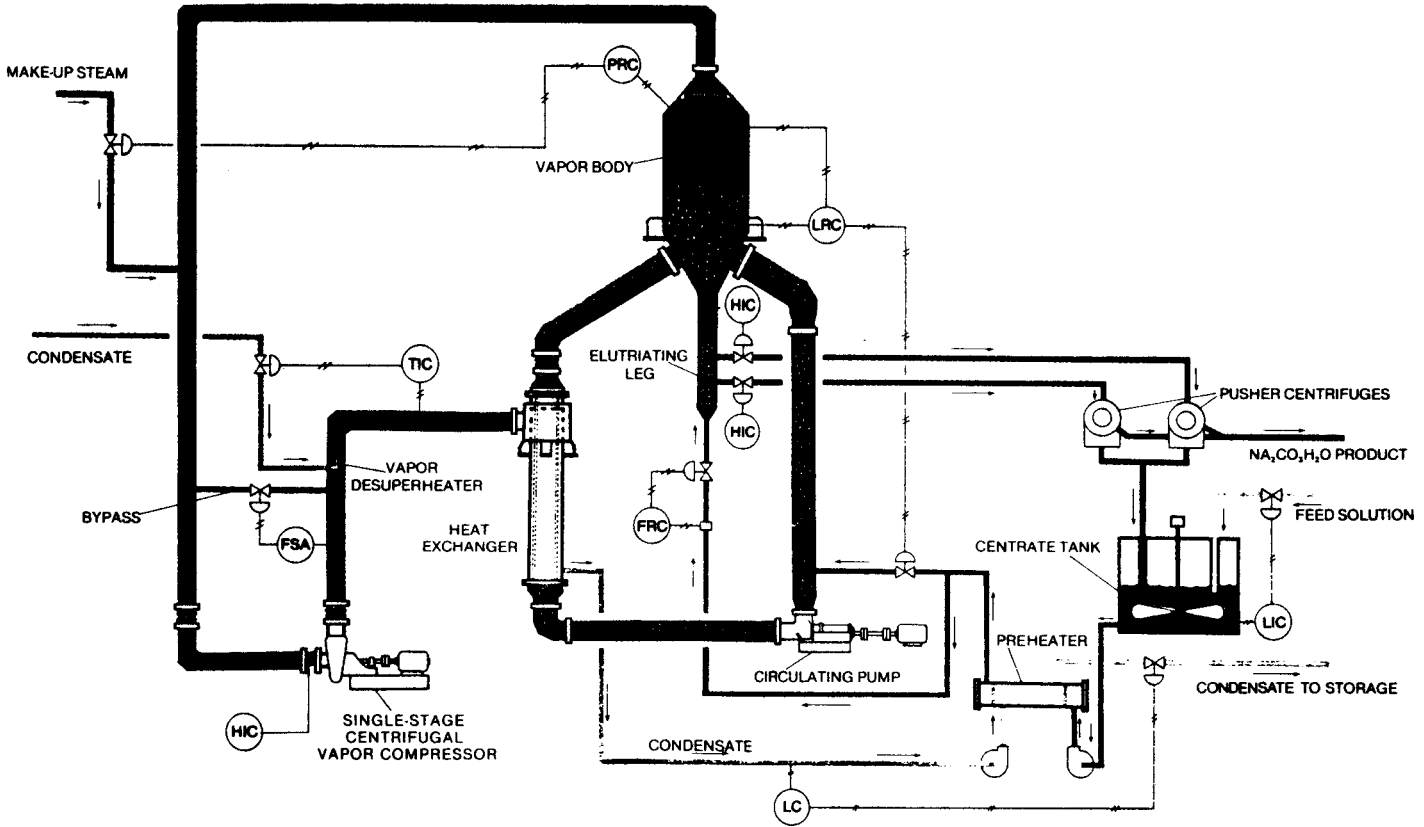 MAKE-UP STEAM
PRC
VAPOR BODY
LRC
HIC
CONDENSATE
TIC
ELUTRIATING
LEG
HIC
PUSHER CENTRIFUGES
NA₂CO₃H₂O PRODUCT
VAPOR
DESUPERHEATER
BYPASS
FSA
HEAT
EXCHANGER
FRC
FEED SOLUTION
CENTRATE TANK
LIC
PREHEATER
CIRCULATING PUMP
CONDENSATE TO STORAGE
HIC
SINGLE-STAGE
CENTRIFUGAL
VAPOR COMPRESSOR
CONDENSATE
LC